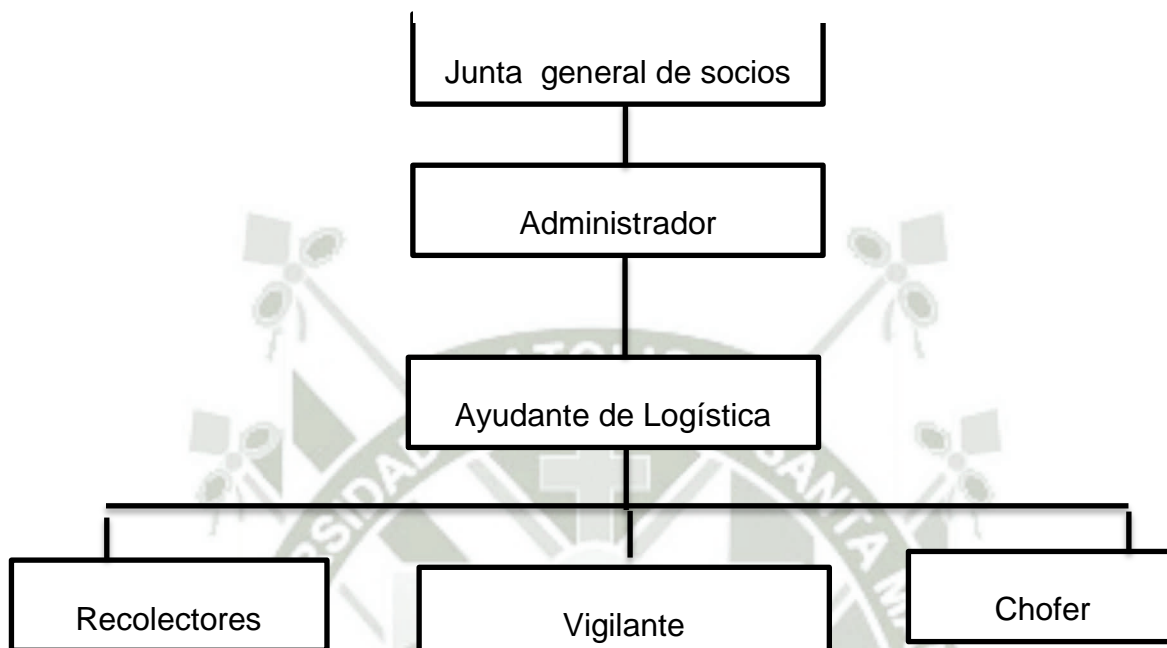 Junta general de socios
Administrador
Ayudante de Logística
Recolectores
Vigilante
Chofer